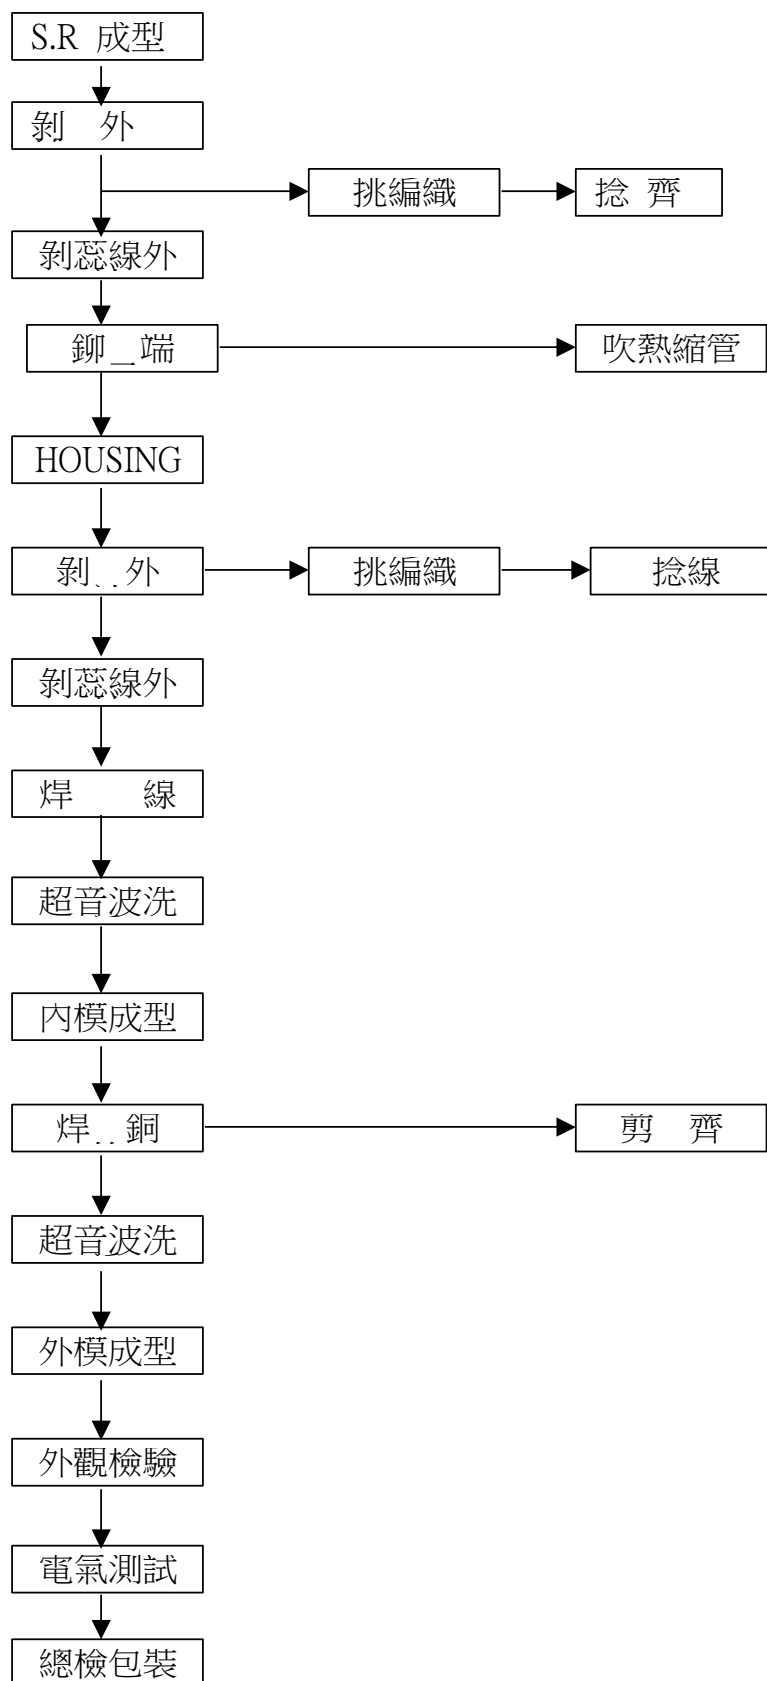 S.R 成型
剝 外
挑編織
捻 齊
剝蕊線外
鉚_端
吹熱縮管
HOUSING
剝 外
挑編織
捻線
剝蕊線外
焊 線
超音波洗
內模成型
焊 銅
剪 齊
超音波洗
外模成型
外觀檢驗
電氣測試
總檢包裝